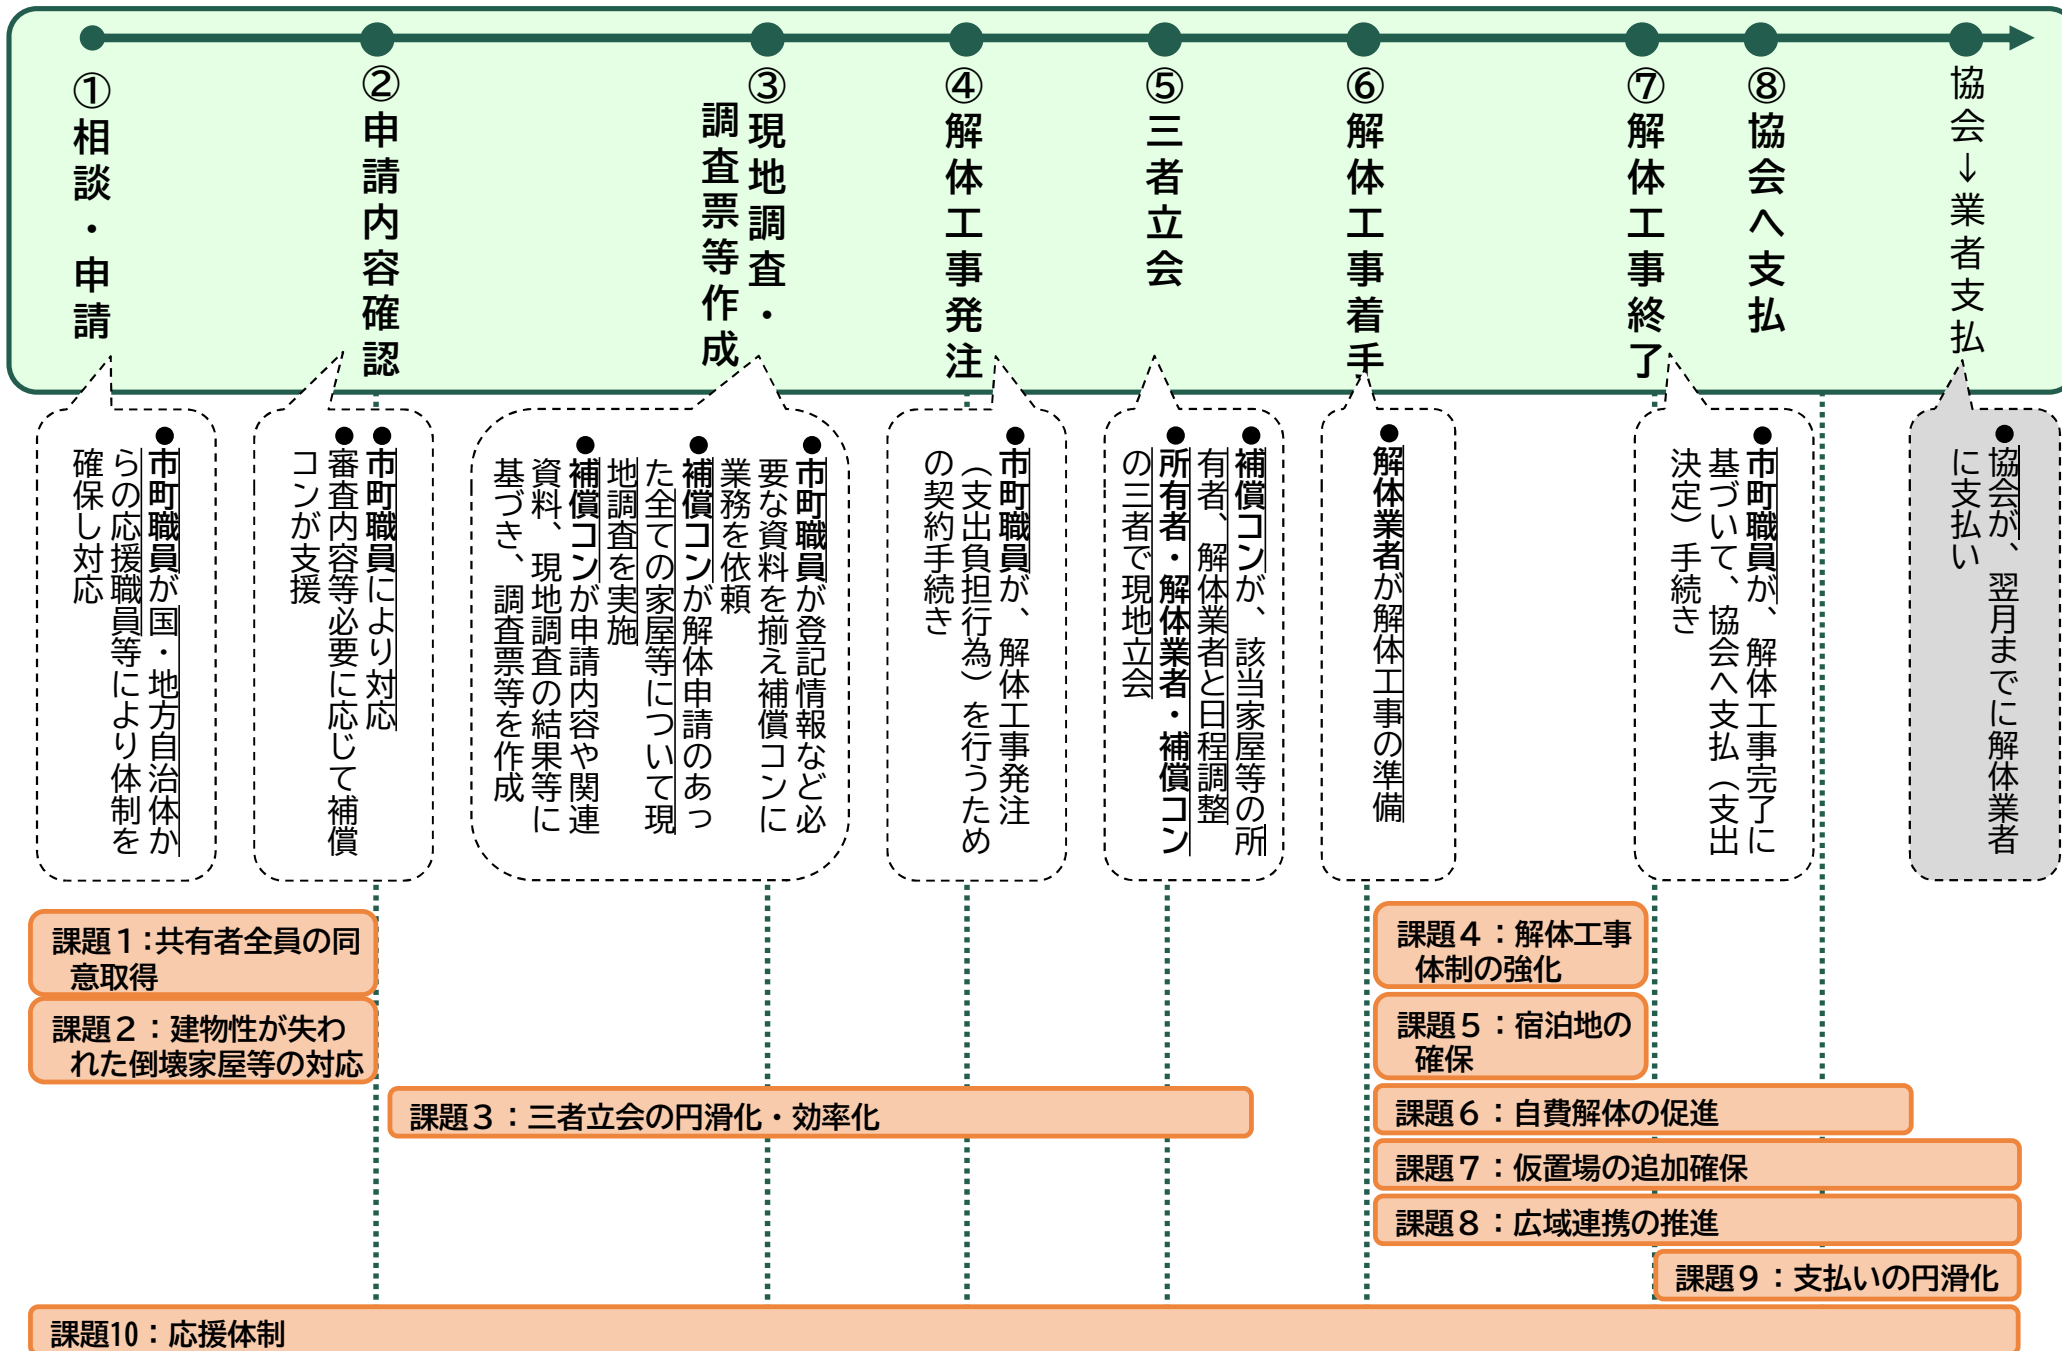 ①相談・申請
②申請内容確認
③現地調査・
調査票等作成
④解体工事発注
⑤三者立会
⑥解体工事着手
⑦解体工事終了
⑧協会へ支払
協会→業者支払
●市町職員が国・地方自治体か
らの応援職員等により体制を
確保し対応
●市町職員により対応
●審査内容等必要に応じて補償
コンが支援
●市町職員が登記情報など必
要な資料を揃え補償コンに
業務を依頼
●補償コンが解体申請のあっ
た全ての家屋等について現
地調査を実施
●補償コンが申請内容や関連
資料、現地調査の結果等に
基づき、調査票等を作成
●市町職員が、解体工事発注
（支出負担行為）を行うため
の契約手続き
●補償コンが、該当家屋等の所
有者、解体業者と日程調整
●所有者・解体業者・補償コン
の三者で現地立会
●解体業者が解体工事の準備
●市町職員が、解体工事完了に
基づいて、協会へ支払（支出
決定）手続き
●協会が、翌月までに解体業者
に支払い
課題１：共有者全員の同
意取得
課題２：建物性が失わ
れた倒壊家屋等の対応
課題３：三者立会の円滑化・効率化
課題４：解体工事
体制の強化
課題５：宿泊地の
確保
課題６：自費解体の促進
課題７：仮置場の追加確保
課題８：広域連携の推進
課題９：支払いの円滑化
課題10：応援体制